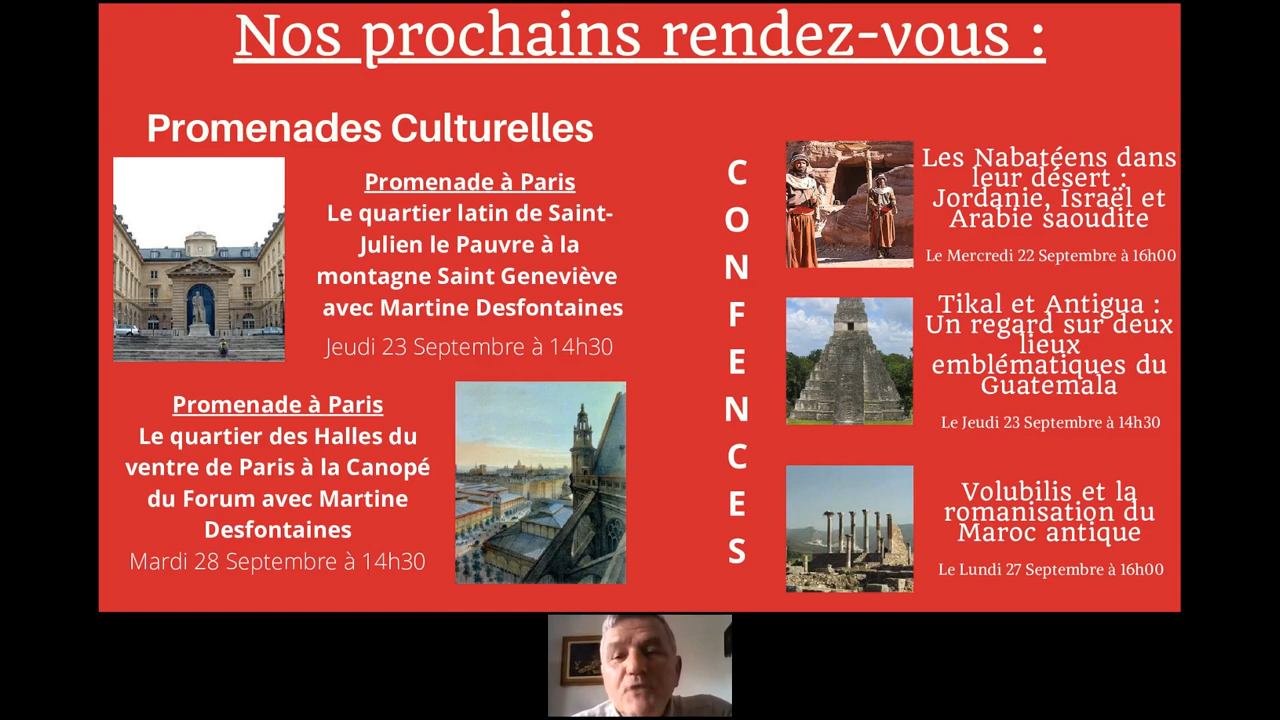 Nos prochains rendez-vous :
Promenades Culturelles
Promenade à Paris
Le quartier latin de Saint-
Julien le Pauvre à la
montagne Saint Geneviève
avec Martine Desfontaines
Jeudi 23 Septembre à 14h30
Promenade à Paris
Le quartier des Halles du
ventre de Paris à la Canopé
du Forum avec Martine
Desfontaines
Mardi 28 Septembre à 14h30
C
O
N
F
E
N
C
E
S
Les Nabatéens dans
leur désert :
Jordanie, Israël et
Arabie saoudite
Le Mercredi 22 Septembre à 16h00
Tikal et Antigua :
Un regard sur deux
lieux
emblématiques du
Guatemala
Le Jeudi 23 Septembre à 14h30
Volubilis et la
romanisation du
Maroc antique
Le Lundi 27 Septembre à 16h00